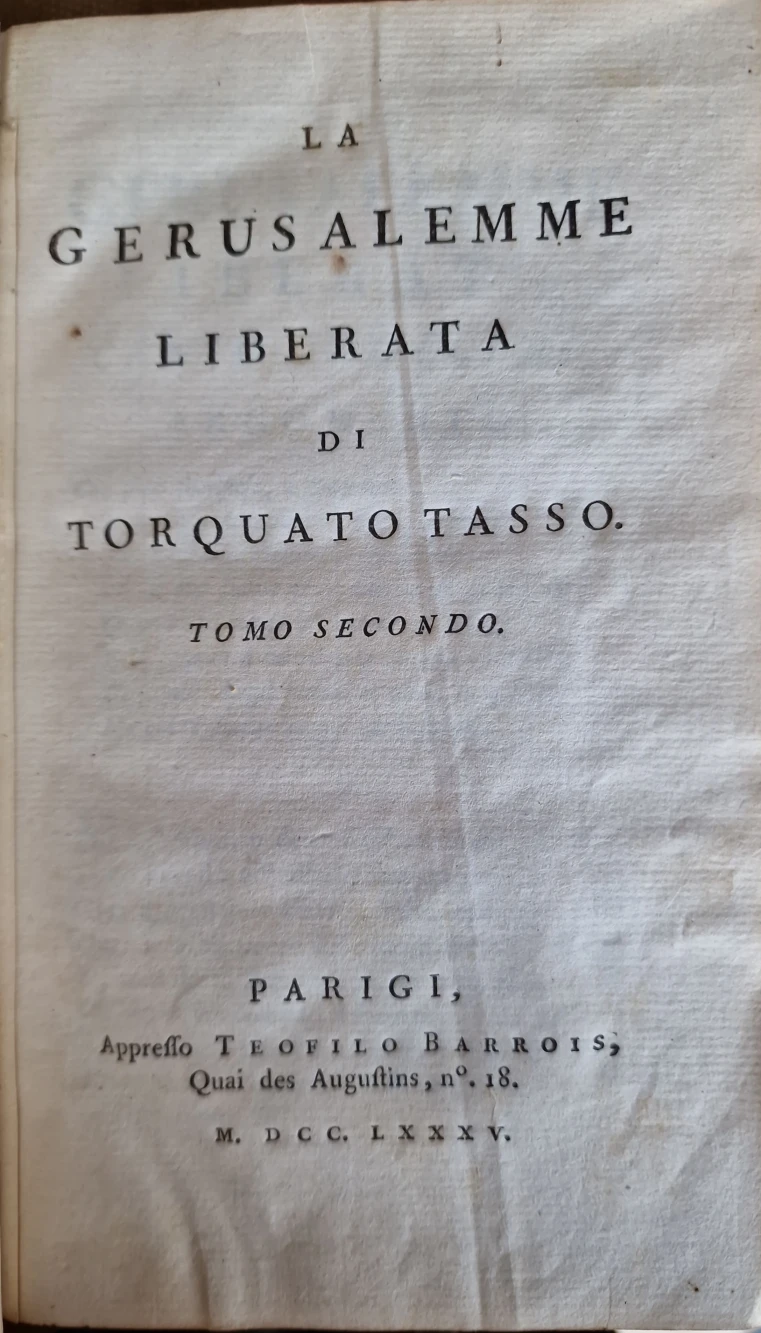 LA
GERUSALEMME
LIBERATA
DI
TORQUATO TASSO.
TOMO SECONDO.
PARIGI,
Appreſſo TEOFILO BARROIS,
Quai des Auguſtins, nº. 18.
M. DCC. LXXXV.